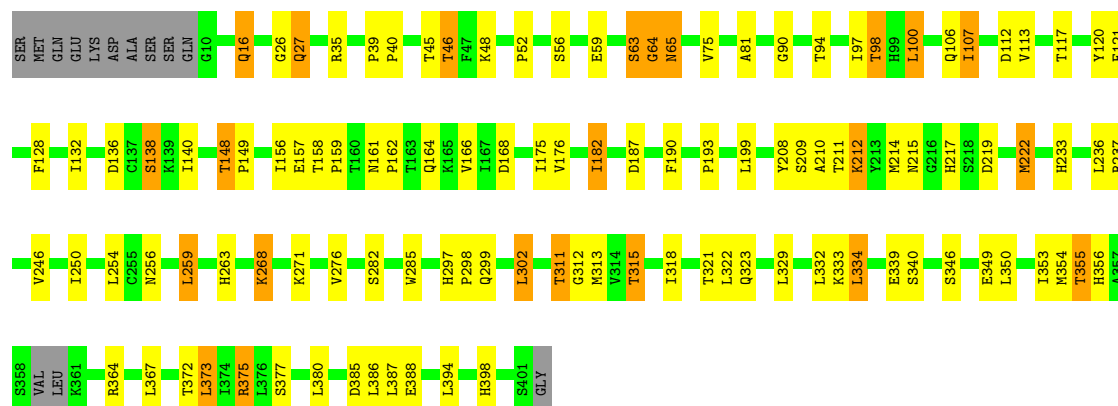 SER MET GLN GLU LYS ASP ALA SER SER GLN G10 Q16 G26 Q27 R35 P39 P40 T45 T46 F47 K48 P52 S56 E59 S63 G64 N65 V75 A81 G90 T94 I97 T98 H99 L100 Q106 I107 D112 V113 T117 Y120
F128 I132 D136 C137 S138 K139 I140 T148 P149 I156 E157 T158 P159 T160 N161 P162 T163 Q164 K165 V166 I167 D168 I175 V176 I182 D187 F190 P193 L199 Y208 S209 A210 T211 K212 Y213 M214 N215 G216 H217 S218 D219 M222 H233 L236
V246 I250 L254 C255 N256 L259 H263 K268 K271 V276 S282 W285 H297 P298 Q299 L302 T311 G312 M313 V314 T315 I318 T321 L322 Q323 L329 L332 K333 L334 E339 S340 S346 E349 L350 I353 M354 T355 H356
S358 VAL LEU K361 R364 L367 T372 L373 I374 R375 L376 S377 L380 D385 L386 L387 E388 L394 H398 S401 GLY